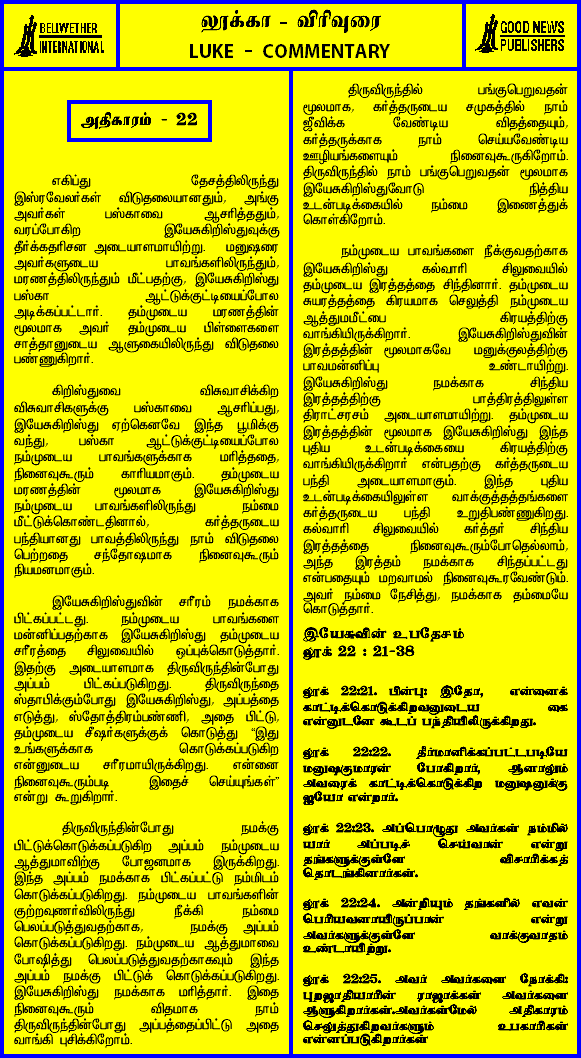 BELWETHER
INTERNATIONAL
லூக்கா - விரிவுரை
LUKE - COMMENTARY
GOOD NEWS
PUBLISHERS
அதிகாரம் - 22
எகிப்து தேசத்திலிருந்து
இஸ்ரவேலர்கள் விடுதலையானதும், அங்கு
அவர்கள் பஸ்காவை ஆசரித்ததும்,
வரப்போகிற இயேசுகிறிஸ்துவுக்கு
தீர்க்கதரிசன அடையாளமாயிற்று. மனுஷரை
அவர்களுடைய பாவங்களிலிருந்தும்,
மரணத்திலிருந்தும் மீட்பதற்கு, இயேசுகிறிஸ்து
பஸ்கா ஆட்டுக்குட்டியைப்போல
அடிக்கப்பட்டார். தம்முடைய மரணத்தின்
மூலமாக அவர் தம்முடைய பிள்ளைகளை
சாத்தானுடைய ஆளுகையிலிருந்து விடுதலை
பண்ணுகிறார்.
கிறிஸ்துவை விசுவாசிக்கிற
விசுவாசிகளுக்கு பஸ்காவை ஆசரிப்பது,
இயேசுகிறிஸ்து ஏற்கெனவே இந்த பூமிக்கு
வந்து, பஸ்கா ஆட்டுக்குட்டியைப்போல
நம்முடைய பாவங்களுக்காக மரித்ததை,
நினைவுகூரும் காரியமாகும். தம்முடைய
மரணத்தின் மூலமாக இயேசுகிறிஸ்து
நம்முடைய பாவங்களிலிருந்து நம்மை
மீட்டுக்கொண்டதினால், கர்த்தருடைய
பந்தியானது பாவத்திலிருந்து நாம் விடுதலை
பெற்றதை சந்தோஷமாக நினைவுகூரும்
நியமனமாகும்.
இயேசுகிறிஸ்துவின் சரீரம் நமக்காக
பிட்கப்பட்டது. நம்முடைய பாவங்களை
மன்னிப்பதற்காக இயேசுகிறிஸ்து தம்முடைய
சரீரத்தை சிலுவையில் ஒப்புக்கொடுத்தார்.
இதற்கு அடையாளமாக திருவிருந்தின்போது
அப்பம் பிட்கப்படுகிறது. திருவிருந்தை
ஸ்தாபிக்கும்போது இயேசுகிறிஸ்து, அப்பத்தை
எடுத்து, ஸ்தோத்திரம்பண்ணி, அதை பிட்டு,
தம்முடைய சீஷர்களுக்குக் கொடுத்து "இது
உங்களுக்காக கொடுக்கப்படுகிற
என்னுடைய சரீரமாயிருக்கிறது. என்னை
நினைவுகூரும்படி இதைச் செய்யுங்கள்"
என்று கூறுகிறார்.
திருவிருந்தின்போது நமக்கு
பிட்டுக்கொடுக்கப்படுகிற அப்பம் நம்முடைய
ஆத்துமாவிற்கு போஜனமாக இருக்கிறது.
இந்த அப்பம் நமக்காக பிட்கப்பட்டு நம்மிடம்
கொடுக்கப்படுகிறது. நம்முடைய பாவங்களின்
குற்றவுணர்விலிருந்து நீக்கி நம்மை
பெலப்படுத்துவதற்காக, நமக்கு அப்பம்
கொடுக்கப்படுகிறது. நம்முடைய ஆத்துமாவை
போஷித்து பெலப்படுத்துவதற்காகவும் இந்த
அப்பம் நமக்கு பிட்டுக் கொடுக்கப்படுகிறது.
இயேசுகிறிஸ்து நமக்காக மரித்தார். இதை
நினைவுகூரும் விதமாக நாம்
திருவிருந்தின்போது அப்பத்தைப்பிட்டு அதை
வாங்கி புசிக்கிறோம்.
திருவிருந்தில் பங்குபெறுவதன்
மூலமாக, கர்த்தருடைய சமுகத்தில் நாம்
ஜீவிக்க வேண்டிய விதத்தையும்,
கர்த்தருக்காக நாம் செய்யவேண்டிய
ஊழியங்களையும் நினைவுகூருகிறோம்.
திருவிருந்தில் நாம் பங்குபெறுவதன் மூலமாக
இயேசுகிறிஸ்துவோடு நித்திய
உடன்படிக்கையில் நம்மை இணைத்துக்
கொள்கிறோம்.
நம்முடைய பாவங்களை நீக்குவதற்காக
இயேசுகிறிஸ்து கல்வாரி சிலுவையில்
தம்முடைய இரத்தத்தை சிந்தினார். தம்முடைய
சுயரத்தத்தை கிரயமாக செலுத்தி நம்முடைய
ஆத்துமமீட்பை கிரயத்திற்கு
வாங்கியிருக்கிறார். இயேசுகிறிஸ்துவின்
இரத்தத்தின் மூலமாகவே மனுக்குலத்திற்கு
பாவமன்னிப்பு உண்டாயிற்று.
இயேசுகிறிஸ்து நமக்காக சிந்திய
இரத்தத்திற்கு பாத்திரத்திலுள்ள
திராட்சரசம் அடையாளமாயிற்று. தம்முடைய
இரத்தத்தின் மூலமாக இயேசுகிறிஸ்து இந்த
புதிய உடன்படிக்கையை கிரயத்திற்கு
வாங்கியிருக்கிறார் என்பதற்கு கர்த்தருடைய
பந்தி அடையாளமாகும். இந்த புதிய
உடன்படிக்கையிலுள்ள வாக்குத்தத்தங்களை
கர்த்தருடைய பந்தி உறுதிபண்ணுகிறது.
கல்வாரி சிலுவையில் கர்த்தர் சிந்திய
இரத்தத்தை நினைவுகூரும்போதெல்லாம்,
அந்த இரத்தம் நமக்காக சிந்தப்பட்டது
என்பதையும் மறவாமல் நினைவுகூரவேண்டும்.
அவர் நம்மை நேசித்து, நமக்காக தம்மையே
கொடுத்தார்.
இயேசுவின் உபதேசம்
லூக் 22 : 21-38
லூக் 22:21. பின்பு: இதோ, என்னைக்
காட்டிக்கொடுக்கிறவனுடைய கை
என்னுடனே கூடப் பந்தியிலிருக்கிறது.
லூக் 22:22. தீர்மானிக்கப்பட்டபடியே
மனுஷகுமாரன் போகிறார், ஆனாலும்
அவரைக் காட்டிக்கொடுக்கிற மனுஷனுக்கு
ஐயோ என்றார்.
லூக் 22:23. அப்பொழுது அவர்கள் நம்மில்
யார் அப்படிச் செய்வான் என்று
தங்களுக்குள்ளே விசாரிக்கத்
தொடங்கினார்கள்.
லூக் 22:24. அன்றியும் தங்களில் எவன்
பெரியவனாயிருப்பான் என்று
அவர்களுக்குள்ளே வாக்குவாதம்
உண்டாயிற்று.
லூக் 22:25. அவர் அவர்களை நோக்கி:
புறஜாதியாரின் ராஜாக்கள் அவர்களை
ஆளுகிறார்கள்.அவர்கள்மேல் அதிகாரம்
செலுத்துகிறவர்களும் உபகாரிகள்
என்னப்படுகிறார்கள்